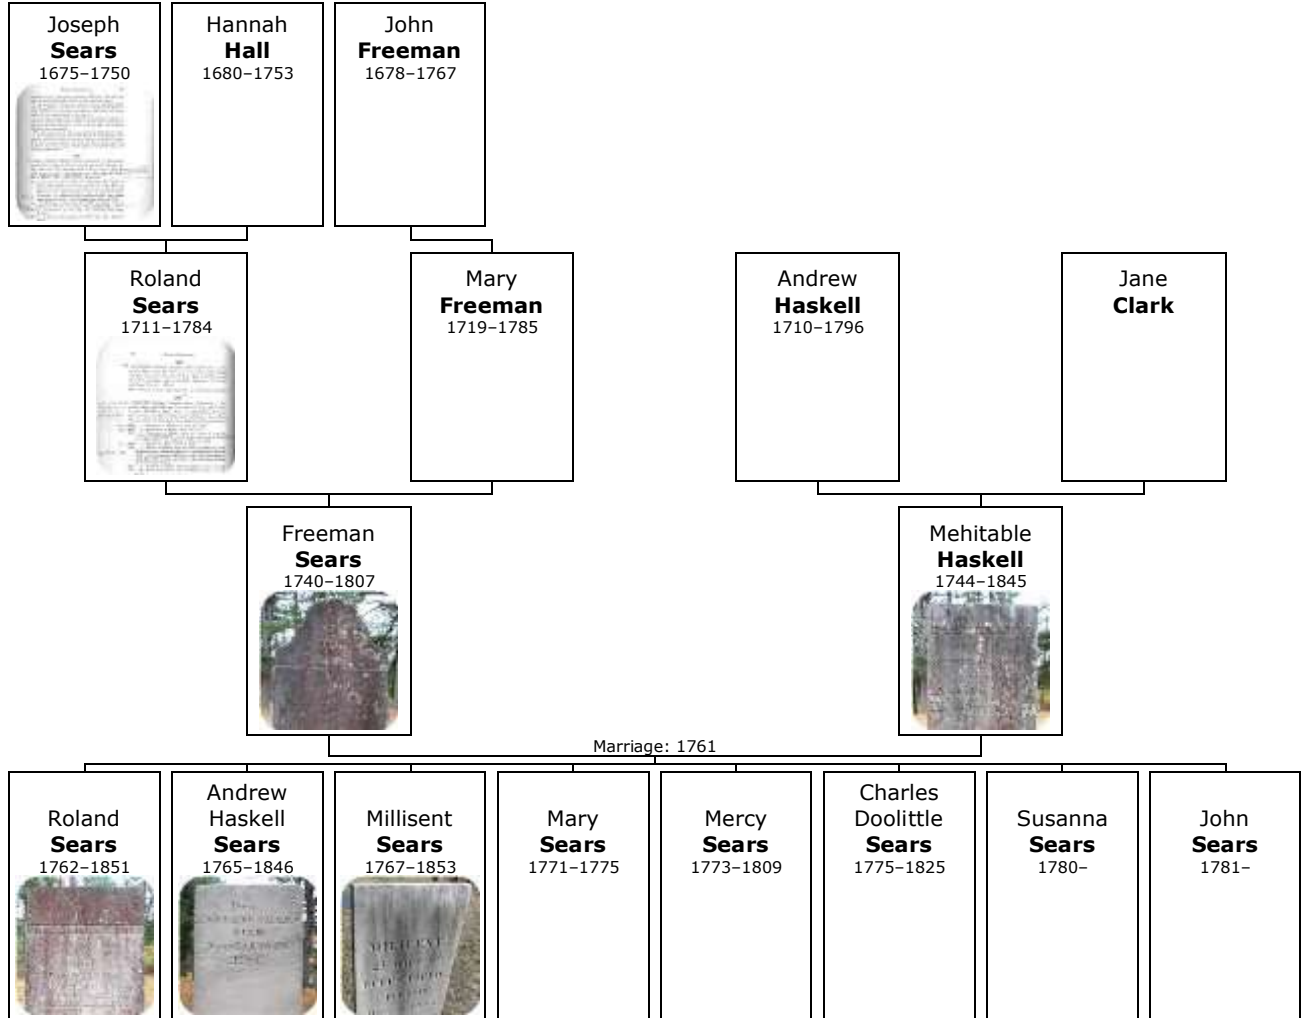 Joseph
Sears
1675–1750
Hannah
Hall
1680–1753
John
Freeman
1678–1767
Roland
Sears
1711–1784
Mary
Freeman
1719–1785
Andrew
Haskell
1710–1796
Jane
Clark
Freeman
Sears
1740–1807
Mehitable
Haskell
1744–1845
Marriage: 1761
Roland
Sears
1762–1851
Andrew
Haskell
Sears
1765–1846
Millisent
Sears
1767–1853
Mary
Sears
1771–1775
Mercy
Sears
1773–1809
Charles
Doolittle
Sears
1775–1825
Susanna
Sears
1780–
John
Sears
1781–